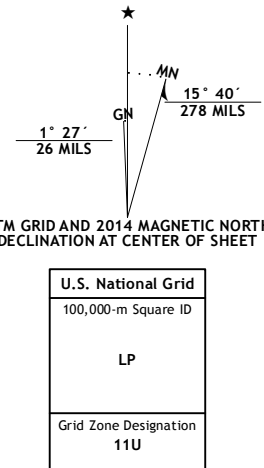 ★
MN
GN
15° 40´
278 MILS
1° 27´
26 MILS
TM GRID AND 2014 MAGNETIC NORTH
DECLINATION AT CENTER OF SHEET
U.S. National Grid
100,000-m Square ID
LP
Grid Zone Designation
11U